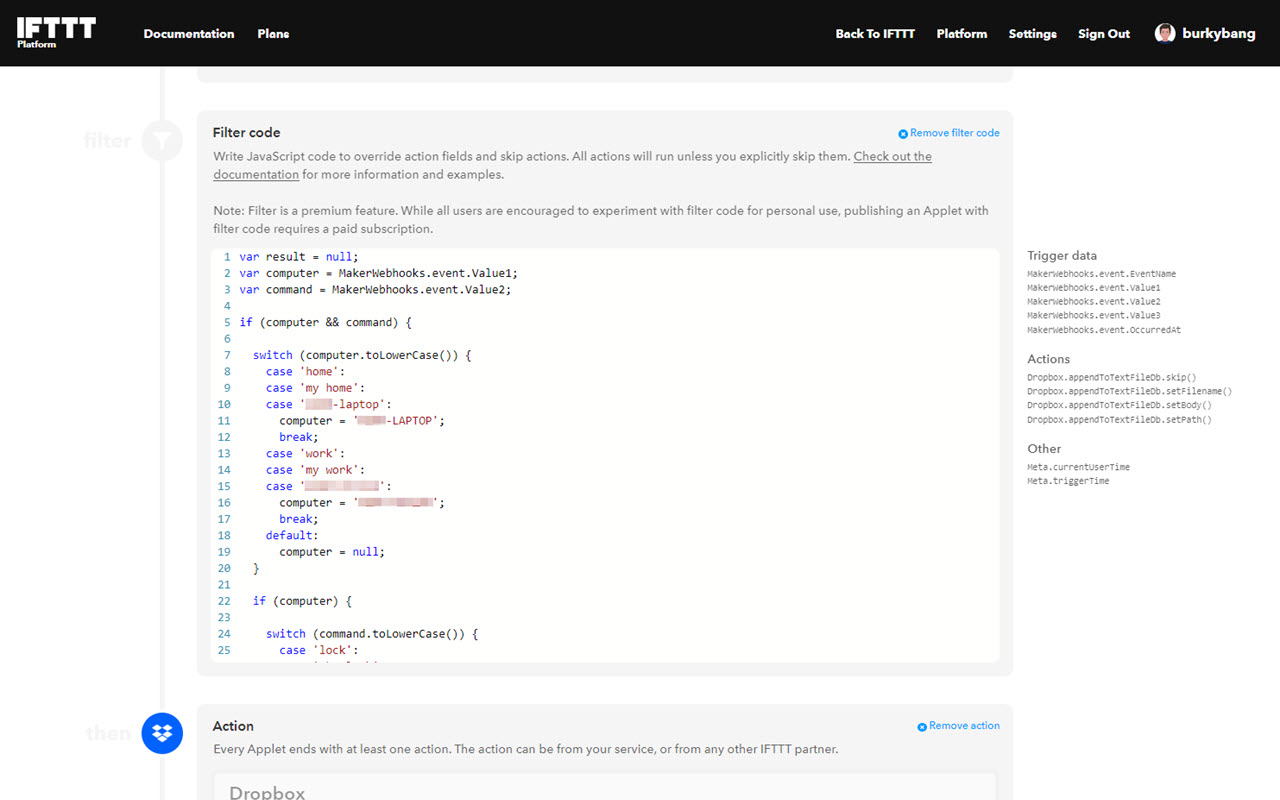 IFTTT
Platform
Documentation Plans
Back To IFTTT Platform Settings Sign Out burkybang
filter
Filter code
Remove filter code
Write JavaScript code to override action fields and skip actions. All actions will run unless you explicitly skip them. Check out the
documentation for more information and examples.
Note: Filter is a premium feature. While all users are encouraged to experiment with filter code for personal use, publishing an Applet with
filter code requires a paid subscription.
1 var result = null;
2 var computer = MakerWebhooks.event.Value1;
3 var command = MakerWebhooks.event.Value2;
4
5 if (computer && command) {
6
7 switch (computer.toLowerCase()) {
8 case 'home':
9 case 'my home':
10 case '-laptop':
11 computer = '-LAPTOP';
12 break;
13 case 'work':
14 case 'my work':
15 case '':
16 computer = '';
17 break;
18 default:
19 computer = null;
20 }
21
22 if (computer) {
23
24 switch (command.toLowerCase()) {
25 case 'lock':
Trigger data
MakerWebhooks.event.EventName
MakerWebhooks.event.Value1
MakerWebhooks.event.Value2
MakerWebhooks.event.Value3
MakerWebhooks.event.OccurredAt
Actions
Dropbox.appendToTextFileDb.skip()
Dropbox.appendToTextFileDb.setFilename()
Dropbox.appendToTextFileDb.setBody()
Dropbox.appendToTextFileDb.setPath()
Other
Meta.currentUserTime
Meta.triggerTime
then
Action
Remove action
Every Applet ends with at least one action. The action can be from your service, or from any other IFTTT partner.
Dropbox